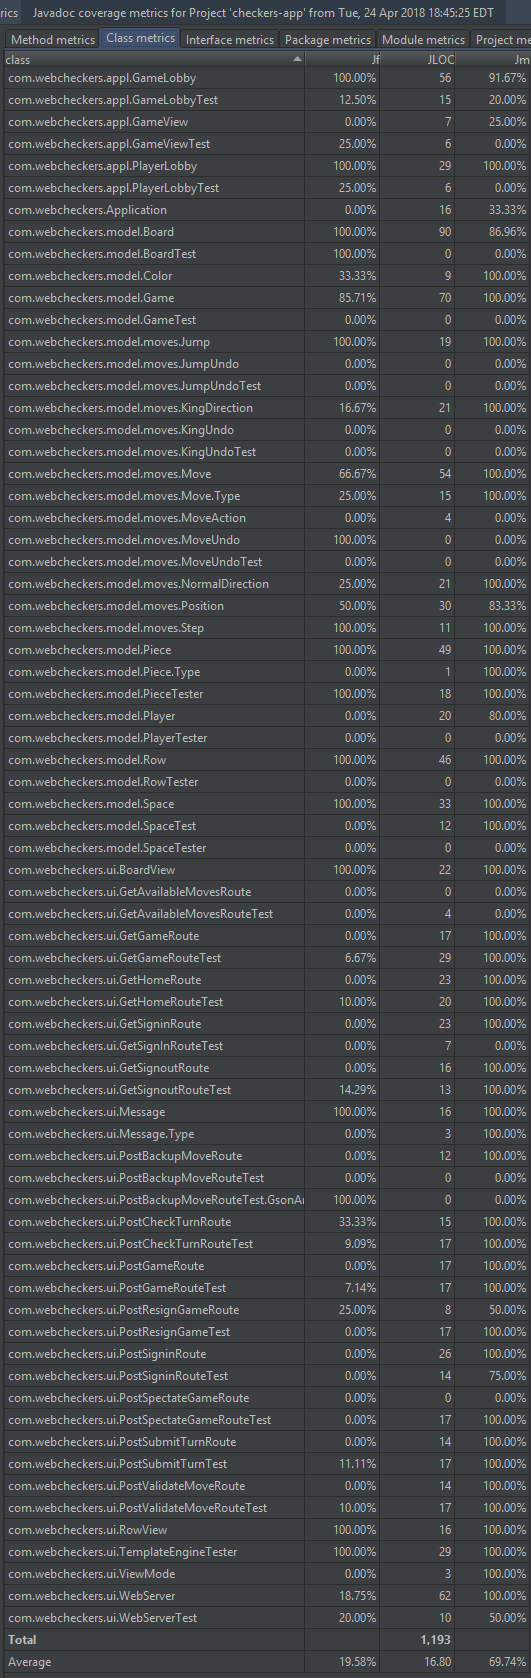 rics Javadoc coverage metrics for Project 'checkers-app' from Tue, 24 Apr 2018 18:45:25 EDT
Method metrics Class metrics Interface metrics Package metrics Module metrics Project me
class Jf JLOC Jm
com.webcheckers.appl.GameLobby 100.00% 56 91.67%
com.webcheckers.appl.GameLobbyTest 12.50% 15 20.00%
com.webcheckers.appl.GameView 0.00% 7 25.00%
com.webcheckers.appl.GameViewTest 25.00% 6 0.00%
com.webcheckers.appl.PlayerLobby 100.00% 29 100.00%
com.webcheckers.appl.PlayerLobbyTest 25.00% 6 0.00%
com.webcheckers.Application 0.00% 16 33.33%
com.webcheckers.model.Board 100.00% 90 86.96%
com.webcheckers.model.BoardTest 100.00% 0 0.00%
com.webcheckers.model.Color 33.33% 9 100.00%
com.webcheckers.model.Game 85.71% 70 100.00%
com.webcheckers.model.GameTest 0.00% 0 0.00%
com.webcheckers.model.moves.Jump 100.00% 19 100.00%
com.webcheckers.model.moves.JumpUndo 0.00% 0 0.00%
com.webcheckers.model.moves.JumpUndoTest 0.00% 0 0.00%
com.webcheckers.model.moves.KingDirection 16.67% 21 100.00%
com.webcheckers.model.moves.KingUndo 0.00% 0 0.00%
com.webcheckers.model.moves.KingUndoTest 0.00% 0 0.00%
com.webcheckers.model.moves.Move 66.67% 54 100.00%
com.webcheckers.model.moves.Move.Type 25.00% 15 100.00%
com.webcheckers.model.moves.MoveAction 0.00% 4 0.00%
com.webcheckers.model.moves.MoveUndo 100.00% 0 0.00%
com.webcheckers.model.moves.MoveUndoTest 0.00% 0 0.00%
com.webcheckers.model.moves.NormalDirection 25.00% 21 100.00%
com.webcheckers.model.moves.Position 50.00% 30 83.33%
com.webcheckers.model.moves.Step 100.00% 11 100.00%
com.webcheckers.model.Piece 100.00% 49 100.00%
com.webcheckers.model.Piece.Type 0.00% 1 100.00%
com.webcheckers.model.PieceTester 100.00% 18 100.00%
com.webcheckers.model.Player 0.00% 20 80.00%
com.webcheckers.model.PlayerTester 0.00% 0 0.00%
com.webcheckers.model.Row 100.00% 46 100.00%
com.webcheckers.model.RowTester 0.00% 0 0.00%
com.webcheckers.model.Space 100.00% 33 100.00%
com.webcheckers.model.SpaceTest 0.00% 12 100.00%
com.webcheckers.model.SpaceTester 0.00% 0 0.00%
com.webcheckers.ui.BoardView 100.00% 22 100.00%
com.webcheckers.ui.GetAvailableMovesRoute 0.00% 0 0.00%
com.webcheckers.ui.GetAvailableMovesRouteTest 0.00% 4 0.00%
com.webcheckers.ui.GetGameRoute 0.00% 17 100.00%
com.webcheckers.ui.GetGameRouteTest 6.67% 29 100.00%
com.webcheckers.ui.GetHomeRoute 0.00% 23 100.00%
com.webcheckers.ui.GetHomeRouteTest 10.00% 20 100.00%
com.webcheckers.ui.GetSigninRoute 0.00% 23 100.00%
com.webcheckers.ui.GetSignInRouteTest 0.00% 7 0.00%
com.webcheckers.ui.GetSignoutRoute 0.00% 16 100.00%
com.webcheckers.ui.GetSignoutRouteTest 14.29% 13 100.00%
com.webcheckers.ui.Message 100.00% 16 100.00%
com.webcheckers.ui.Message.Type 0.00% 3 100.00%
com.webcheckers.ui.PostBackupMoveRoute 0.00% 12 100.00%
com.webcheckers.ui.PostBackupMoveRouteTest 0.00% 0 0.00%
com.webcheckers.ui.PostBackupMoveRouteTest.GsonAn 100.00% 0 0.00%
com.webcheckers.ui.PostCheckTurnRoute 33.33% 15 100.00%
com.webcheckers.ui.PostCheckTurnRouteTest 9.09% 17 100.00%
com.webcheckers.ui.PostGameRoute 0.00% 17 100.00%
com.webcheckers.ui.PostGameRouteTest 7.14% 17 100.00%
com.webcheckers.ui.PostResignGameRoute 25.00% 8 50.00%
com.webcheckers.ui.PostResignGameTest 0.00% 17 100.00%
com.webcheckers.ui.PostSigninRoute 0.00% 26 100.00%
com.webcheckers.ui.PostSigninRouteTest 0.00% 14 75.00%
com.webcheckers.ui.PostSpectateGameRoute 0.00% 0 0.00%
com.webcheckers.ui.PostSpectateGameRouteTest 0.00% 17 100.00%
com.webcheckers.ui.PostSubmitTurnRoute 0.00% 14 100.00%
com.webcheckers.ui.PostSubmitTurnTest 11.11% 17 100.00%
com.webcheckers.ui.PostValidateMoveRoute 0.00% 14 100.00%
com.webcheckers.ui.PostValidateMoveRouteTest 10.00% 17 100.00%
com.webcheckers.ui.RowView 100.00% 16 100.00%
com.webcheckers.ui.TemplateEngineTester 100.00% 29 100.00%
com.webcheckers.ui.ViewMode 0.00% 3 100.00%
com.webcheckers.ui.WebServer 18.75% 62 100.00%
com.webcheckers.ui.WebServerTest 20.00% 10 50.00%
Total 1,193
Average 19.58% 16.80 69.74%